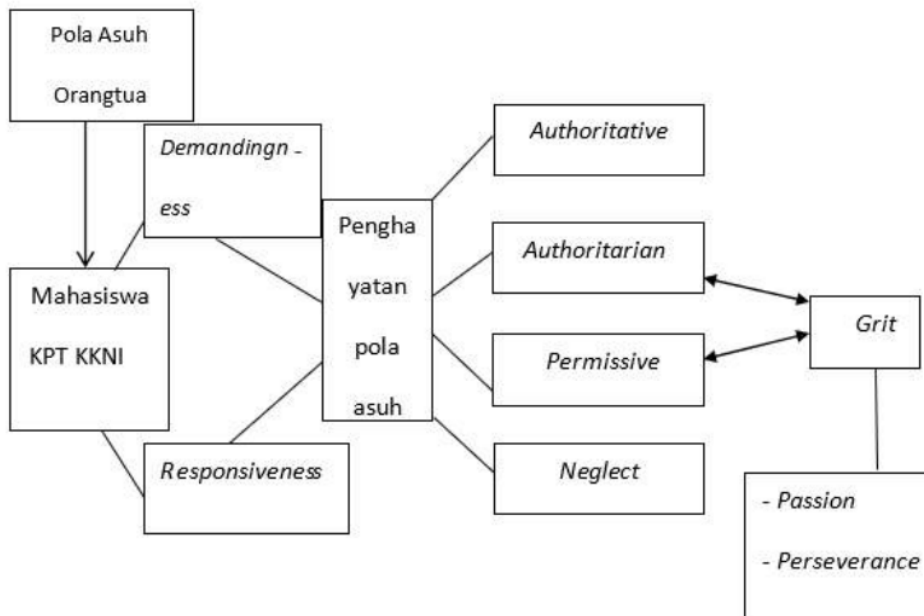 Pola Asuh
Orangtua
Demandingn -
ess
Mahasiswa
KPT KKNI
Responsiveness
Pengha
yatan
pola
asuh
Authoritative
Authoritarian
Permissive
Neglect
Grit
- Passion
- Perseverance